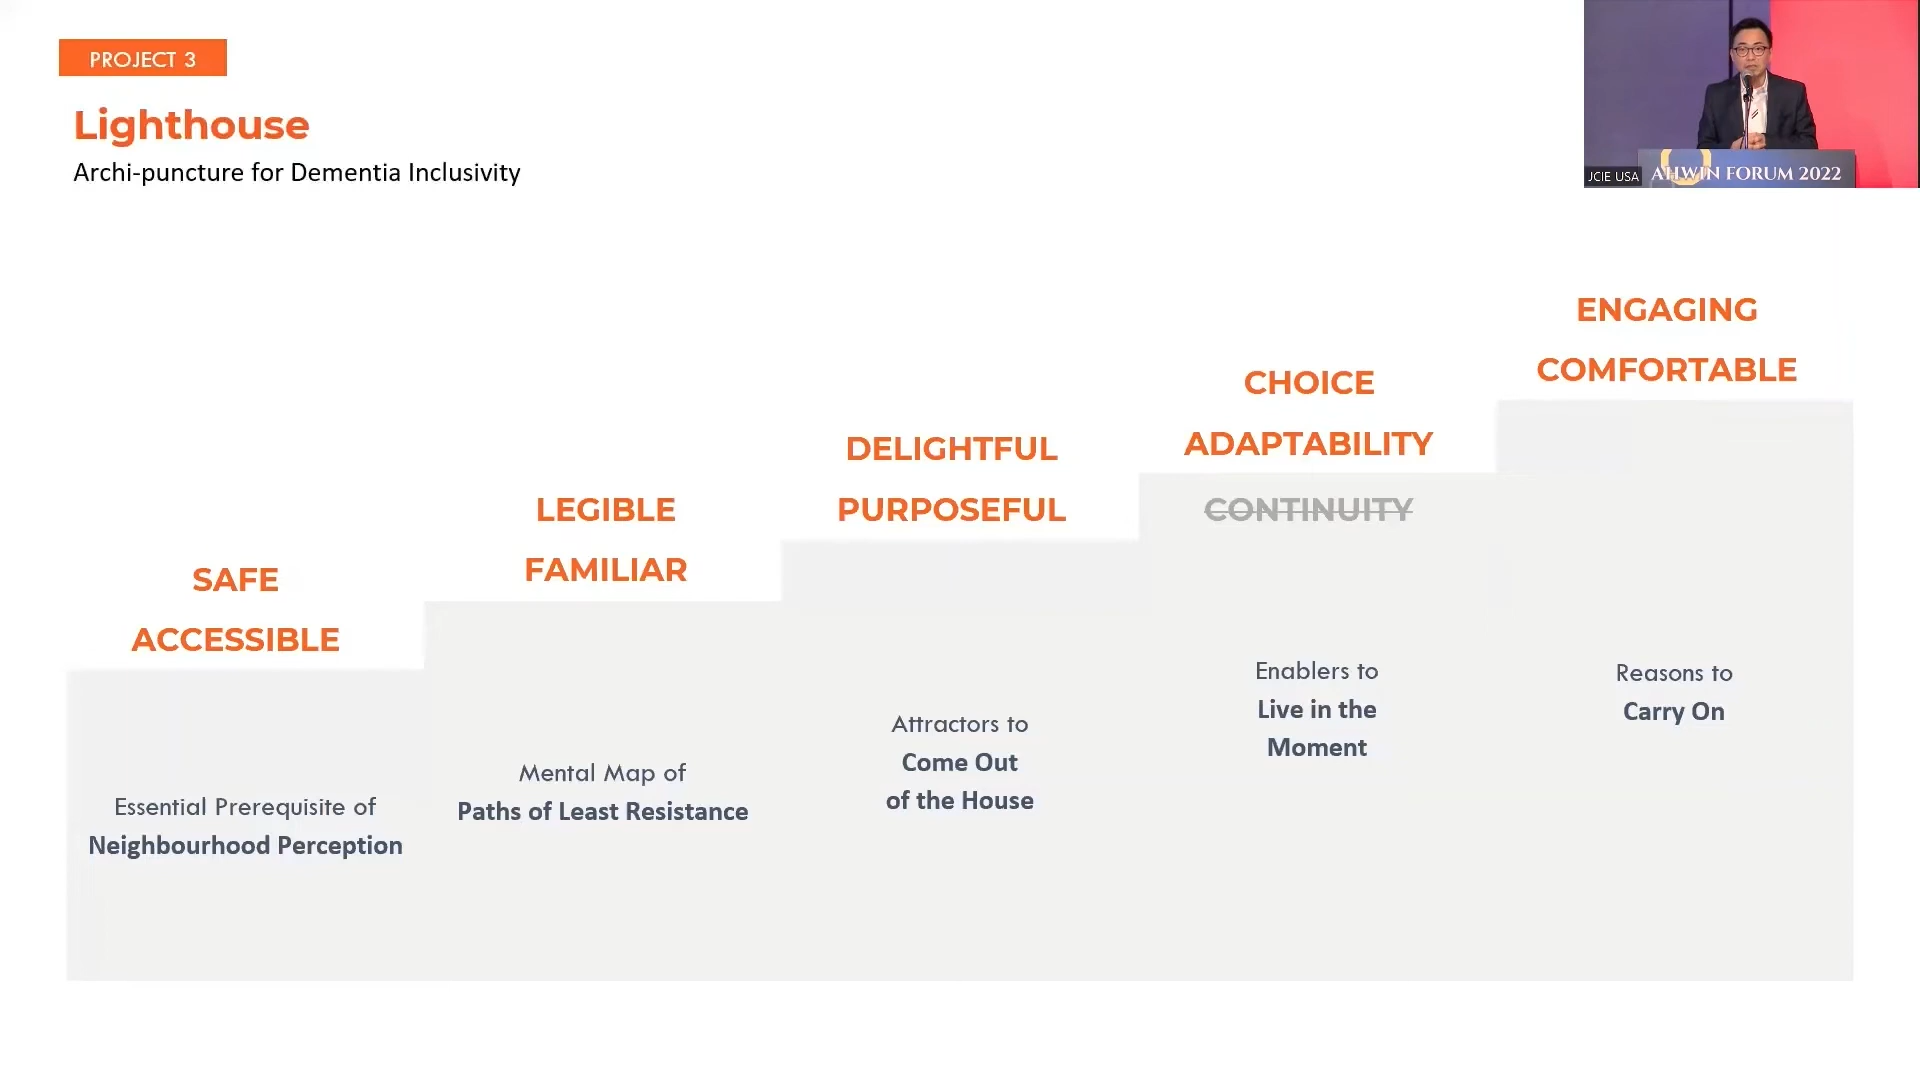 PROJECT 3
Lighthouse
Archi-puncture for Dementia Inclusivity
JCIE USA
AHWIN FORUM 2022
SAFE
ACCESSIBLE
Essential Prerequisite of
Neighbourhood Perception
LEGIBLE
FAMILIAR
Mental Map of
Paths of Least Resistance
DELIGHTFUL
PURPOSEFUL
Attractors to
Come Out
of the House
CHOICE
ADAPTABILITY
CONTINUITY
Enablers to
Live in the
Moment
ENGAGING
COMFORTABLE
Reasons to
Carry On